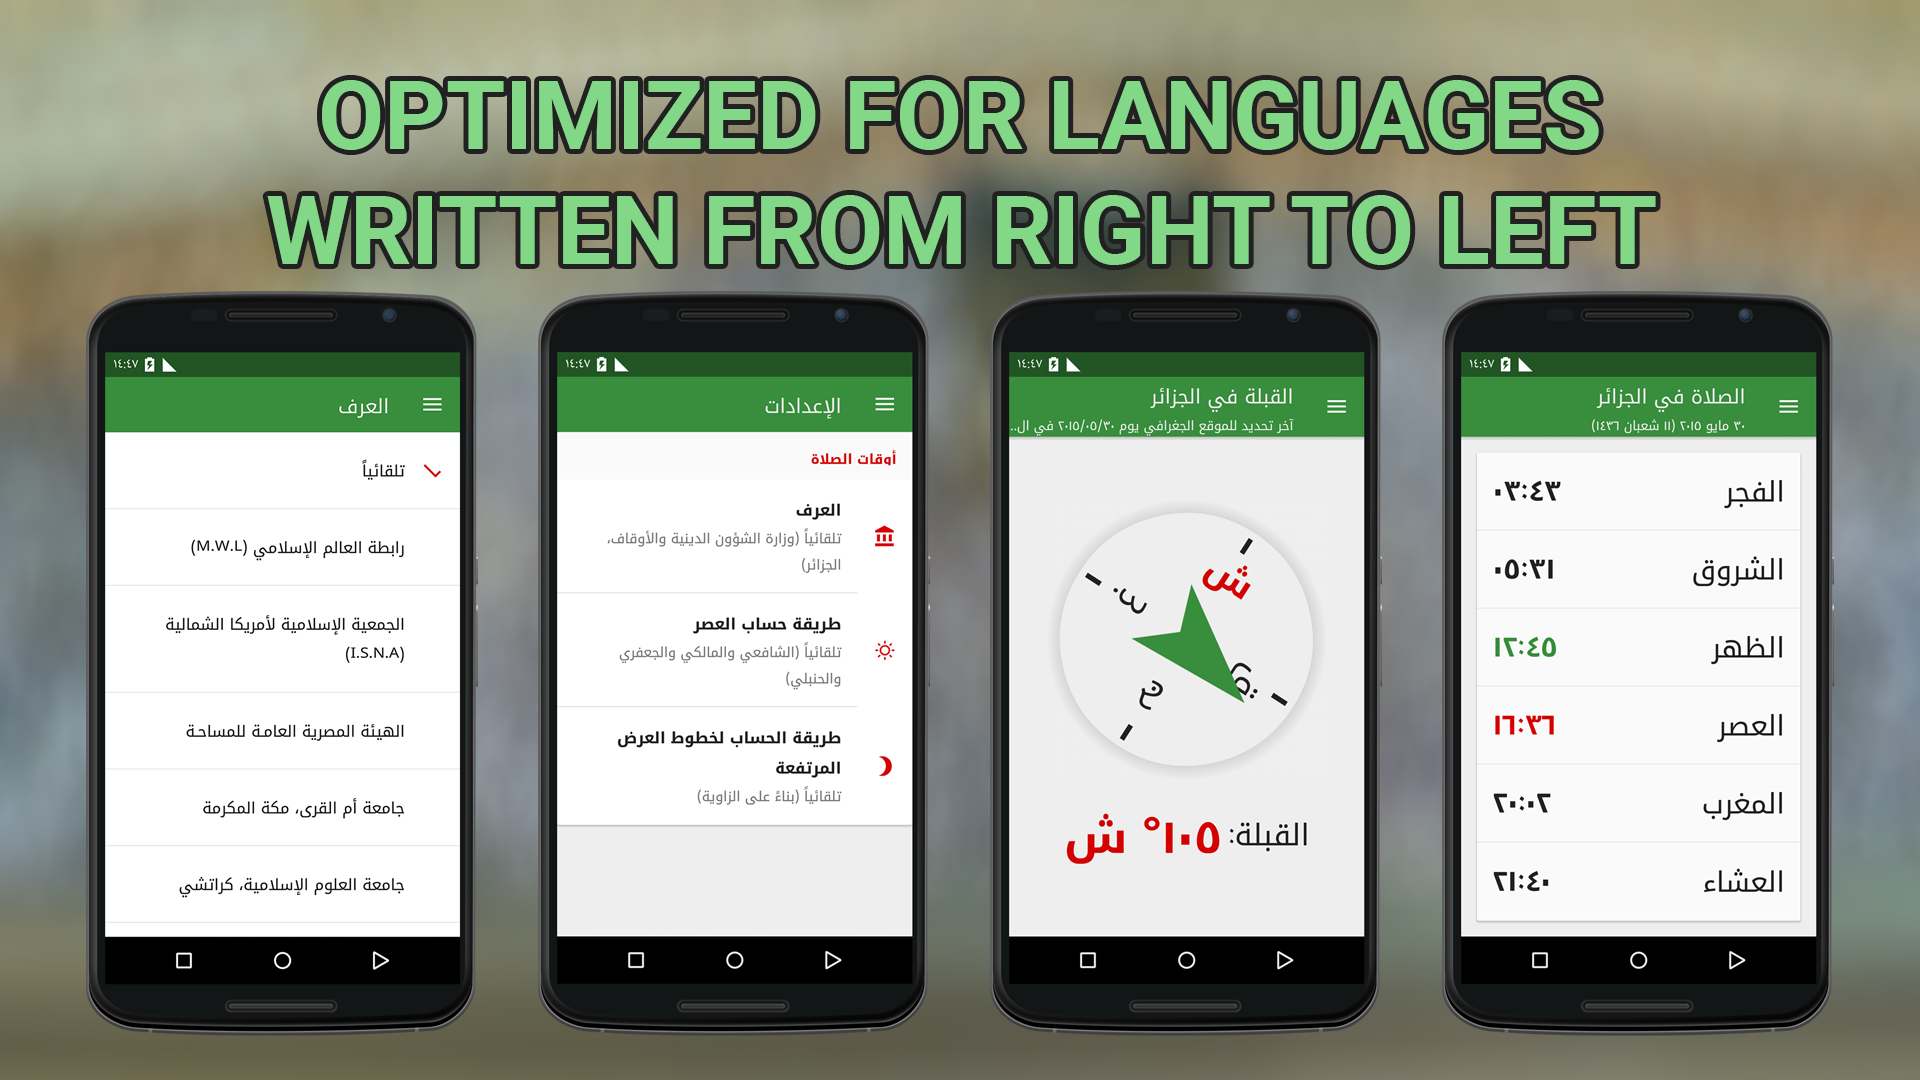 OPTIMIZED FOR LANGUAGES
WRITTEN FROM RIGHT TO LEFT
١٤:٤٧
العرف
تلقائياً
رابطة العالم الإسلامي (M.W.L)
الجمعية الإسلامية لأمريكا الشمالية
(I.S.N.A)
الهيئة المصرية العامة للمساحة
جامعة أم القرى، مكة المكرمة
جامعة العلوم الإسلامية، كراتشي
١٤:٤٧
الإعدادات
أوقات الصلاة
العرف
تلقائياً (وزارة الشؤون الدينية والأوقاف،
الجزائر)
طريقة حساب العصر
تلقائياً (الشافعي والمالكي والجعفري
والحنبلي)
طريقة الحساب لخطوط العرض
المرتفعة
تلقائياً (بناءً على الزاوية)
١٤:٤٧
القبلة في الجزائر
آخر تحديد للموقع الجغرافي يوم ٢٠١٥/٠٥/٣٠ في ال..
ش
ق
ج
غ
القبلة: ١٠٥° ش
١٤:٤٧
الصلاة في الجزائر
٣٠ مايو ٢٠١٥ (١١ شعبان ١٤٣٦)
الفجر ٠٣:٤٣
الشروق ٠٥:٣١
الظهر ١٢:٤٥
العصر ١٦:٣٦
المغرب ٢٠:٠٢
العشاء ٢١:٤٠